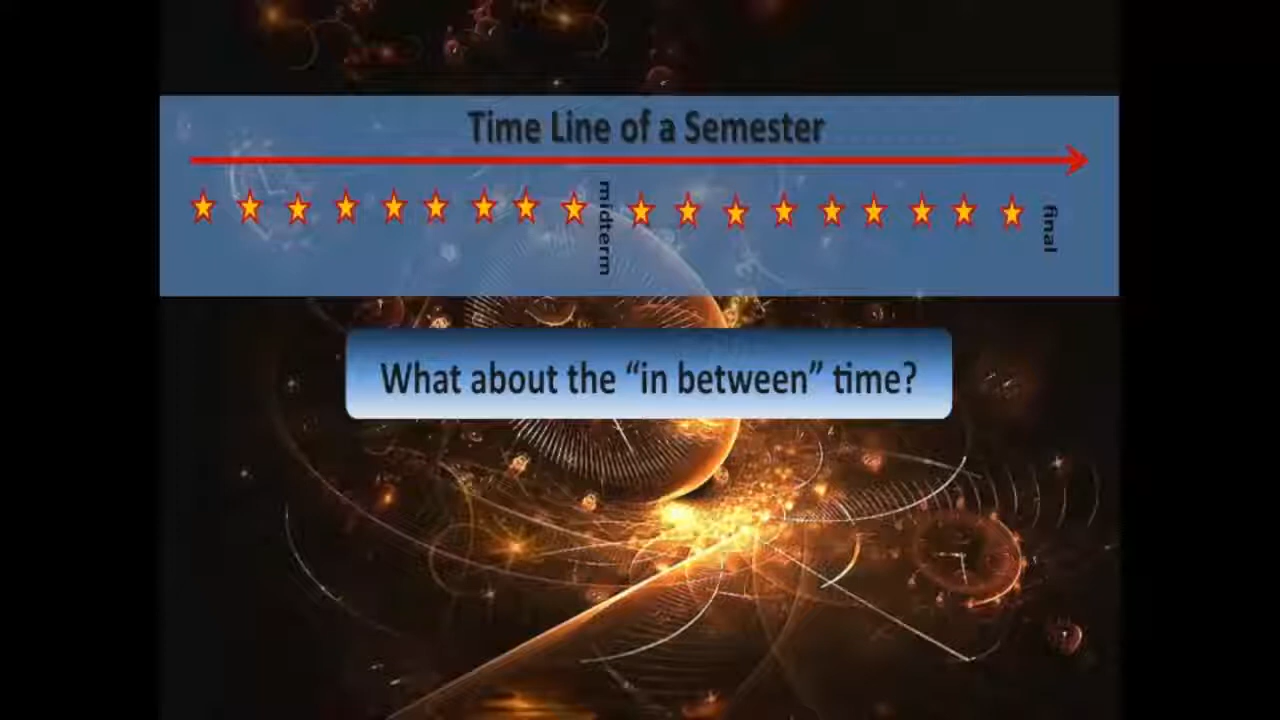 Time Line of a Semester
midterm
final
What about the “in between” time?